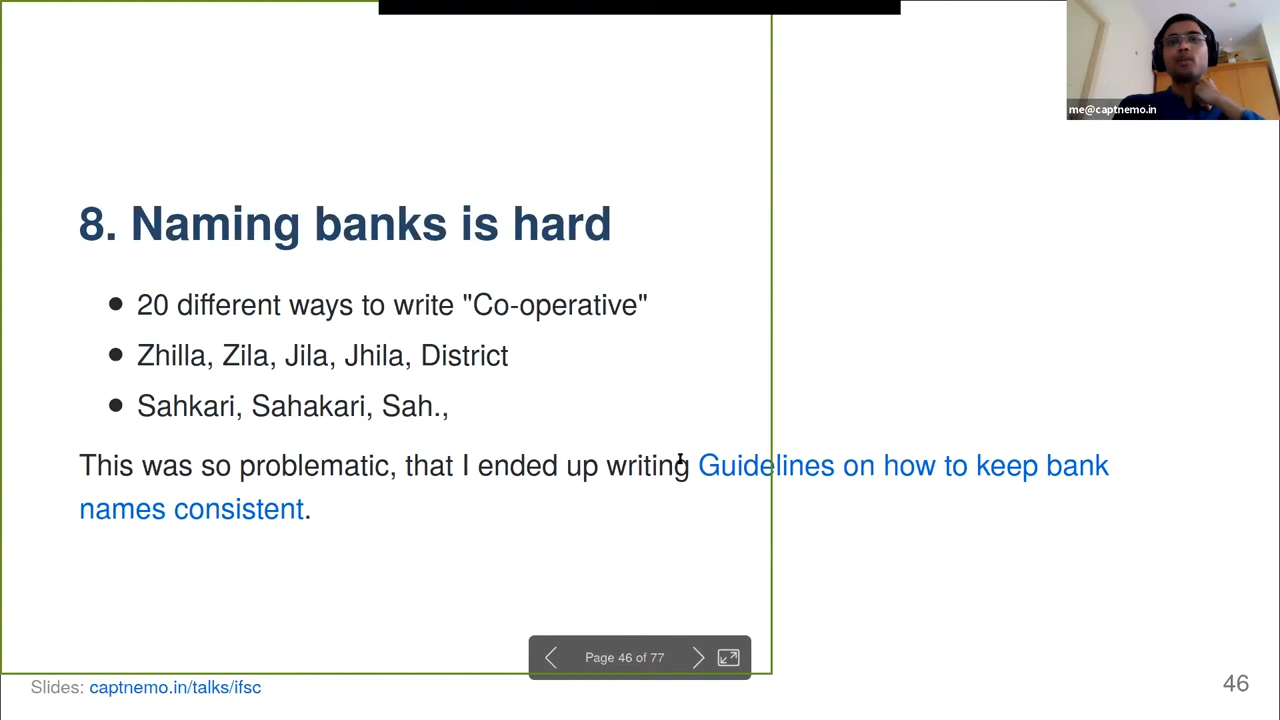 me@captnemo.in
8. Naming banks is hard
● 20 different ways to write "Co-operative"
● Zhilla, Zila, Jila, Jhila, District
● Sahkari, Sahakari, Sah.,
This was so problematic, that I ended up writing Guidelines on how to keep bank
names consistent.
Page 46 of 77
Slides: captnemo.in/talks/ifsc
46